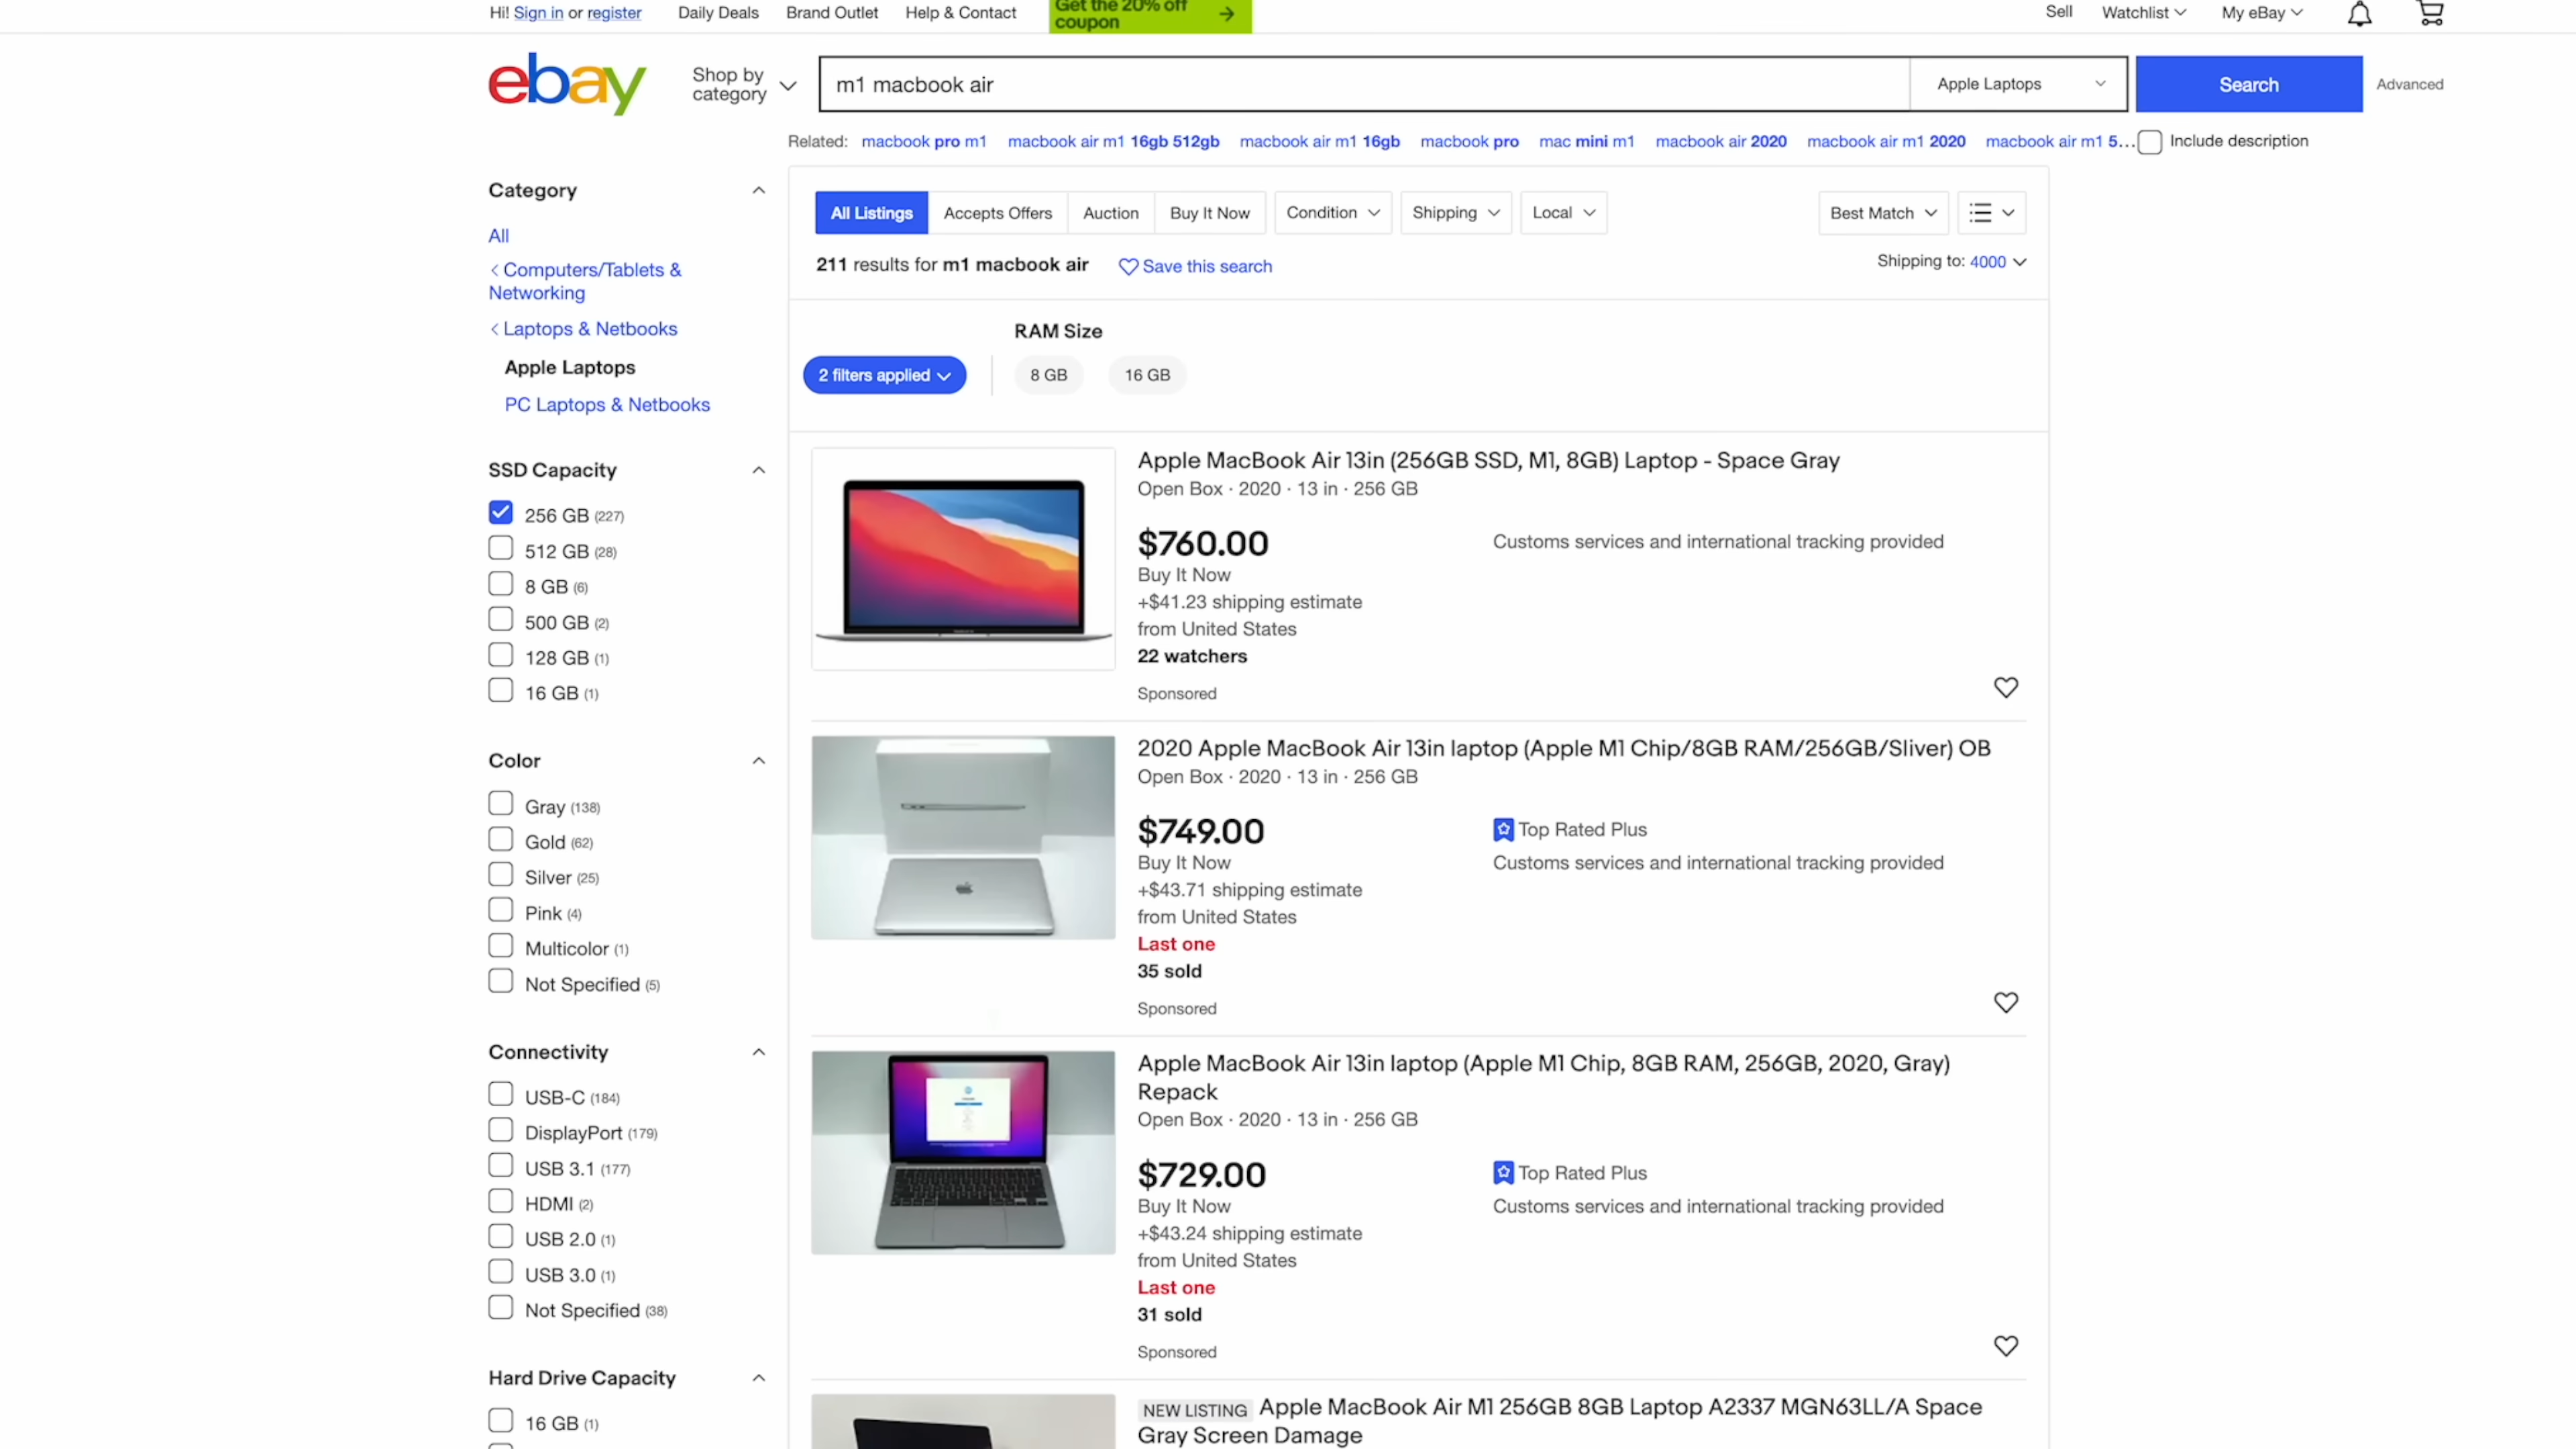 Hi! Sign in or register
Daily Deals
Brand Outlet
Help & Contact
Get the 20% off
coupon
Sell
Watchlist
My eBay
ebay
Shop by
category
m1 macbook air
Apple Laptops
Search
Advanced
Related: macbook pro m1 macbook air m1 16gb 512gb macbook air m1 16gb macbook pro mac mini m1 macbook air 2020 macbook air m1 2020 macbook air m1 5...
Include description
Category
All
Computers/Tablets &
Networking
Laptops & Netbooks
Apple Laptops
PC Laptops & Netbooks
SSD Capacity
256 GB (227)
512 GB (28)
8 GB (6)
500 GB (2)
128 GB (1)
16 GB (1)
Color
Gray (138)
Gold (62)
Silver (25)
Pink (4)
Multicolor (1)
Not Specified (5)
Connectivity
USB-C (184)
DisplayPort (179)
USB 3.1 (177)
HDMI (2)
USB 2.0 (1)
USB 3.0 (1)
Not Specified (38)
Hard Drive Capacity
16 GB (1)
All Listings
Accepts Offers
Auction
Buy It Now
Condition
Shipping
Local
Best Match
211 results for m1 macbook air
Save this search
Shipping to: 4000
RAM Size
2 filters applied
8 GB
16 GB
Apple MacBook Air 13in (256GB SSD, M1, 8GB) Laptop - Space Gray
Open Box · 2020 · 13 in · 256 GB
$760.00
Buy It Now
+$41.23 shipping estimate
from United States
22 watchers
Sponsored
Customs services and international tracking provided
2020 Apple MacBook Air 13in laptop (Apple M1 Chip/8GB RAM/256GB/Sliver) OB
Open Box · 2020 · 13 in · 256 GB
$749.00
Buy It Now
+$43.71 shipping estimate
from United States
Last one
35 sold
Sponsored
Top Rated Plus
Customs services and international tracking provided
Apple MacBook Air 13in laptop (Apple M1 Chip, 8GB RAM, 256GB, 2020, Gray)
Repack
Open Box · 2020 · 13 in · 256 GB
$729.00
Buy It Now
+$43.24 shipping estimate
from United States
Last one
31 sold
Sponsored
Top Rated Plus
Customs services and international tracking provided
NEW LISTING Apple MacBook Air M1 256GB 8GB Laptop A2337 MGN63LL/A Space
Gray Screen Damage